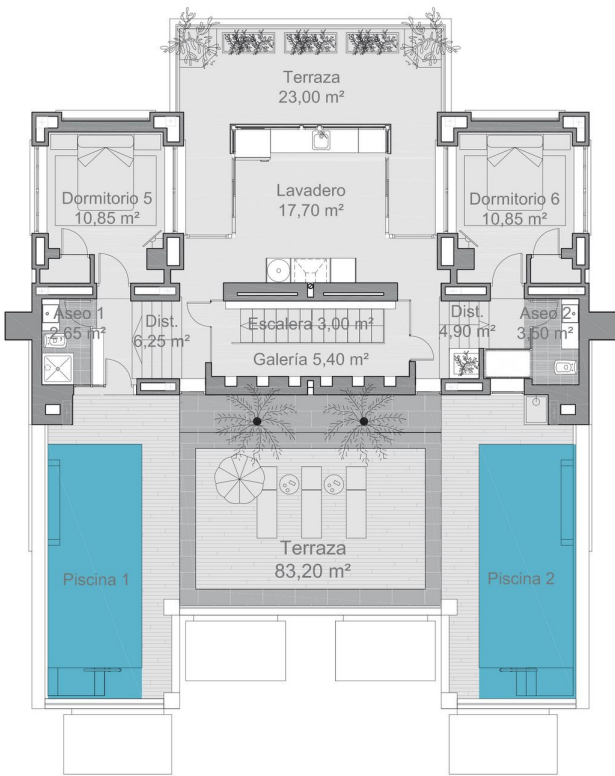 Terraza
23,00 m²
Dormitorio 5
10,85 m²
Lavadero
17,70 m²
Dormitorio 6
10,85 m²
Aseo 1
2,65 m²
Dist.
6,25 m²
Escalera 3,00 m²
Galería 5,40 m²
Dist.
4,90 m²
Aseo 2
3,50 m²
Terraza
83,20 m²
Piscina 1
Piscina 2